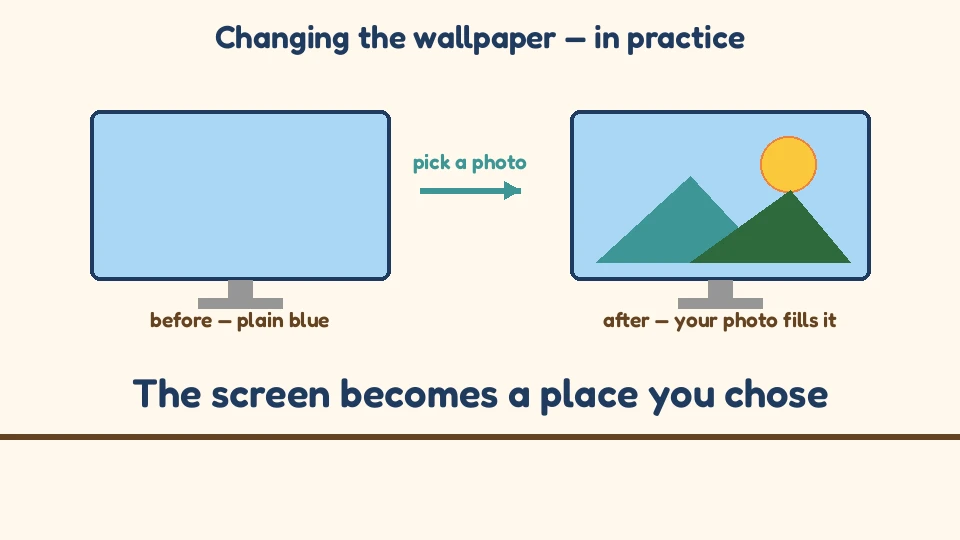 Changing the wallpaper — in practice
pick a photo
before — plain blue
after — your photo fills it
The screen becomes a place you chose